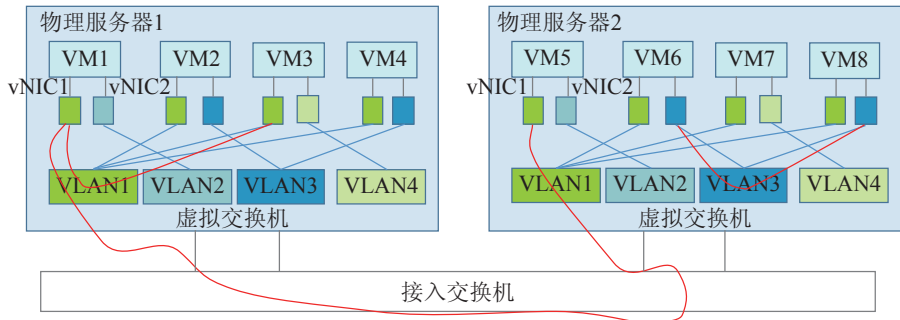 物理服务器1
物理服务器2
VM1 VM2 VM3 VM4
VM5 VM6 VM7 VM8
vNIC1 vNIC2
vNIC1 vNIC2
VLAN1 VLAN2 VLAN3 VLAN4
VLAN1 VLAN2 VLAN3 VLAN4
虚拟交换机
虚拟交换机
接入交换机